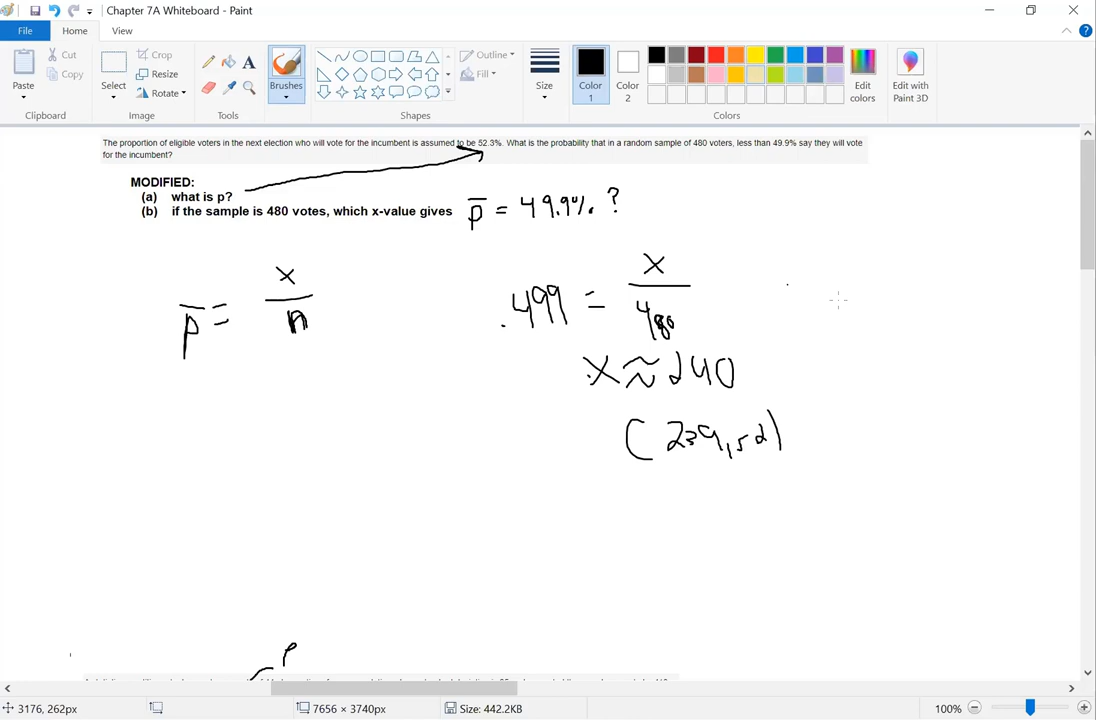 Chapter 7A Whiteboard - Paint
File Home View
Paste
Cut
Copy
Clipboard
Select
Crop
Resize
Rotate
Image
A
Tools
Brushes
Outline
Fill
Shapes
Size
Color 1
Color 2
Edit colors
Colors
Edit with Paint 3D
The proportion of eligible voters in the next election who will vote for the incumbent is assumed to be 52.3%. What is the probability that in a random sample of 480 voters, less than 49.9% say they will vote
for the incumbent?
MODIFIED:
(a) what is p?
(b) if the sample is 480 votes, which x-value gives p̅ = 49.9% ?
p̅ = x/n
.499 = x/480
x ≈ 240
(239.52)
p
3176, 262px
7656 × 3740px
Size: 442.2KB
100%